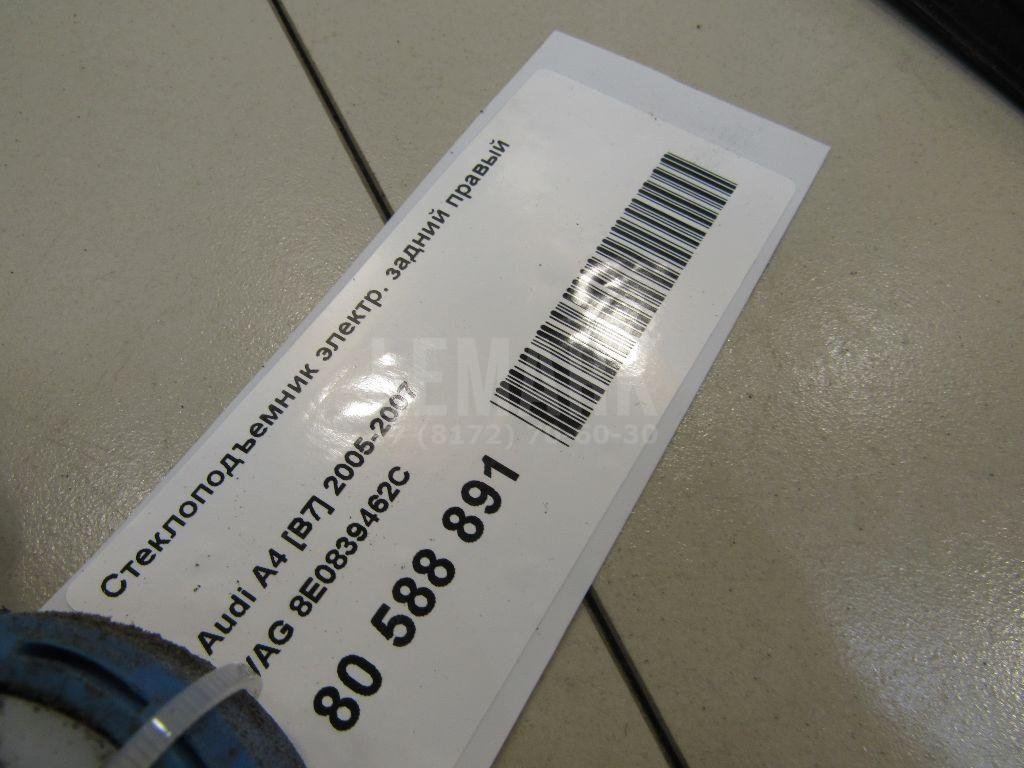 Стеклоподъемник электр. задний правый
Audi A4 [B7] 2005-2007
VAG 8E0839462C
80 588 891